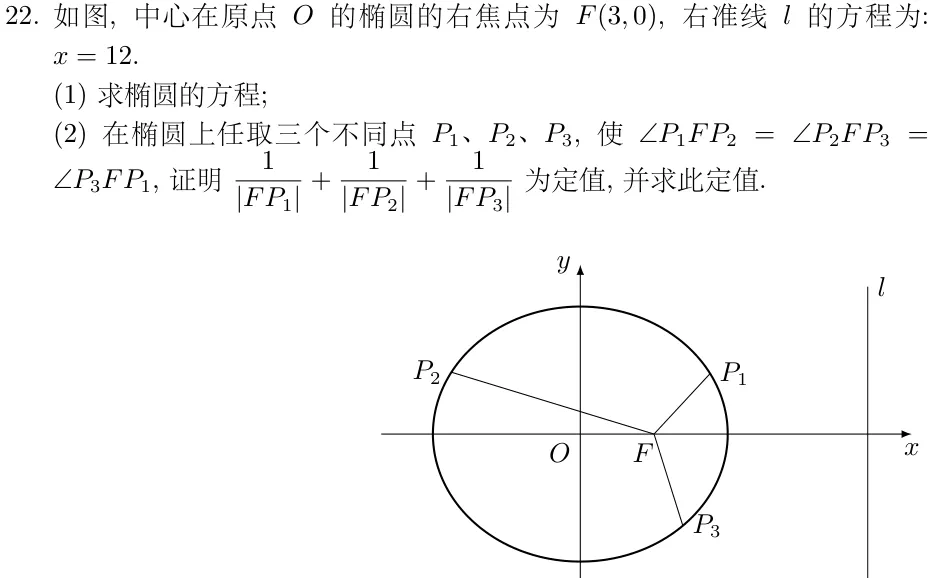 22. 如图, 中心在原点 O 的椭圆的右焦点为 F(3,0), 右准线 l 的方程为:
x = 12.
(1) 求椭圆的方程;
(2) 在椭圆上任取三个不同点 P₁、P₂、P₃, 使 ∠P₁FP₂ = ∠P₂FP₃ =
∠P₃FP₁, 证明 1/|FP₁| + 1/|FP₂| + 1/|FP₃| 为定值, 并求此定值.
y
l
P₂
P₁
O
F
x
P₃